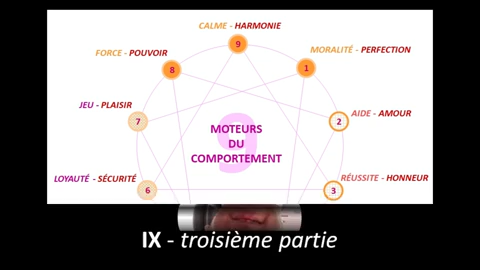 CALME - HARMONIE
9
FORCE - POUVOIR
MORALITÉ - PERFECTION
8
1
JEU - PLAISIR
AIDE - AMOUR
7
2
9
MOTEURS
DU
COMPORTEMENT
LOYAUTÉ - SÉCURITÉ
RÉUSSITE - HONNEUR
6
3
IX - troisième partie